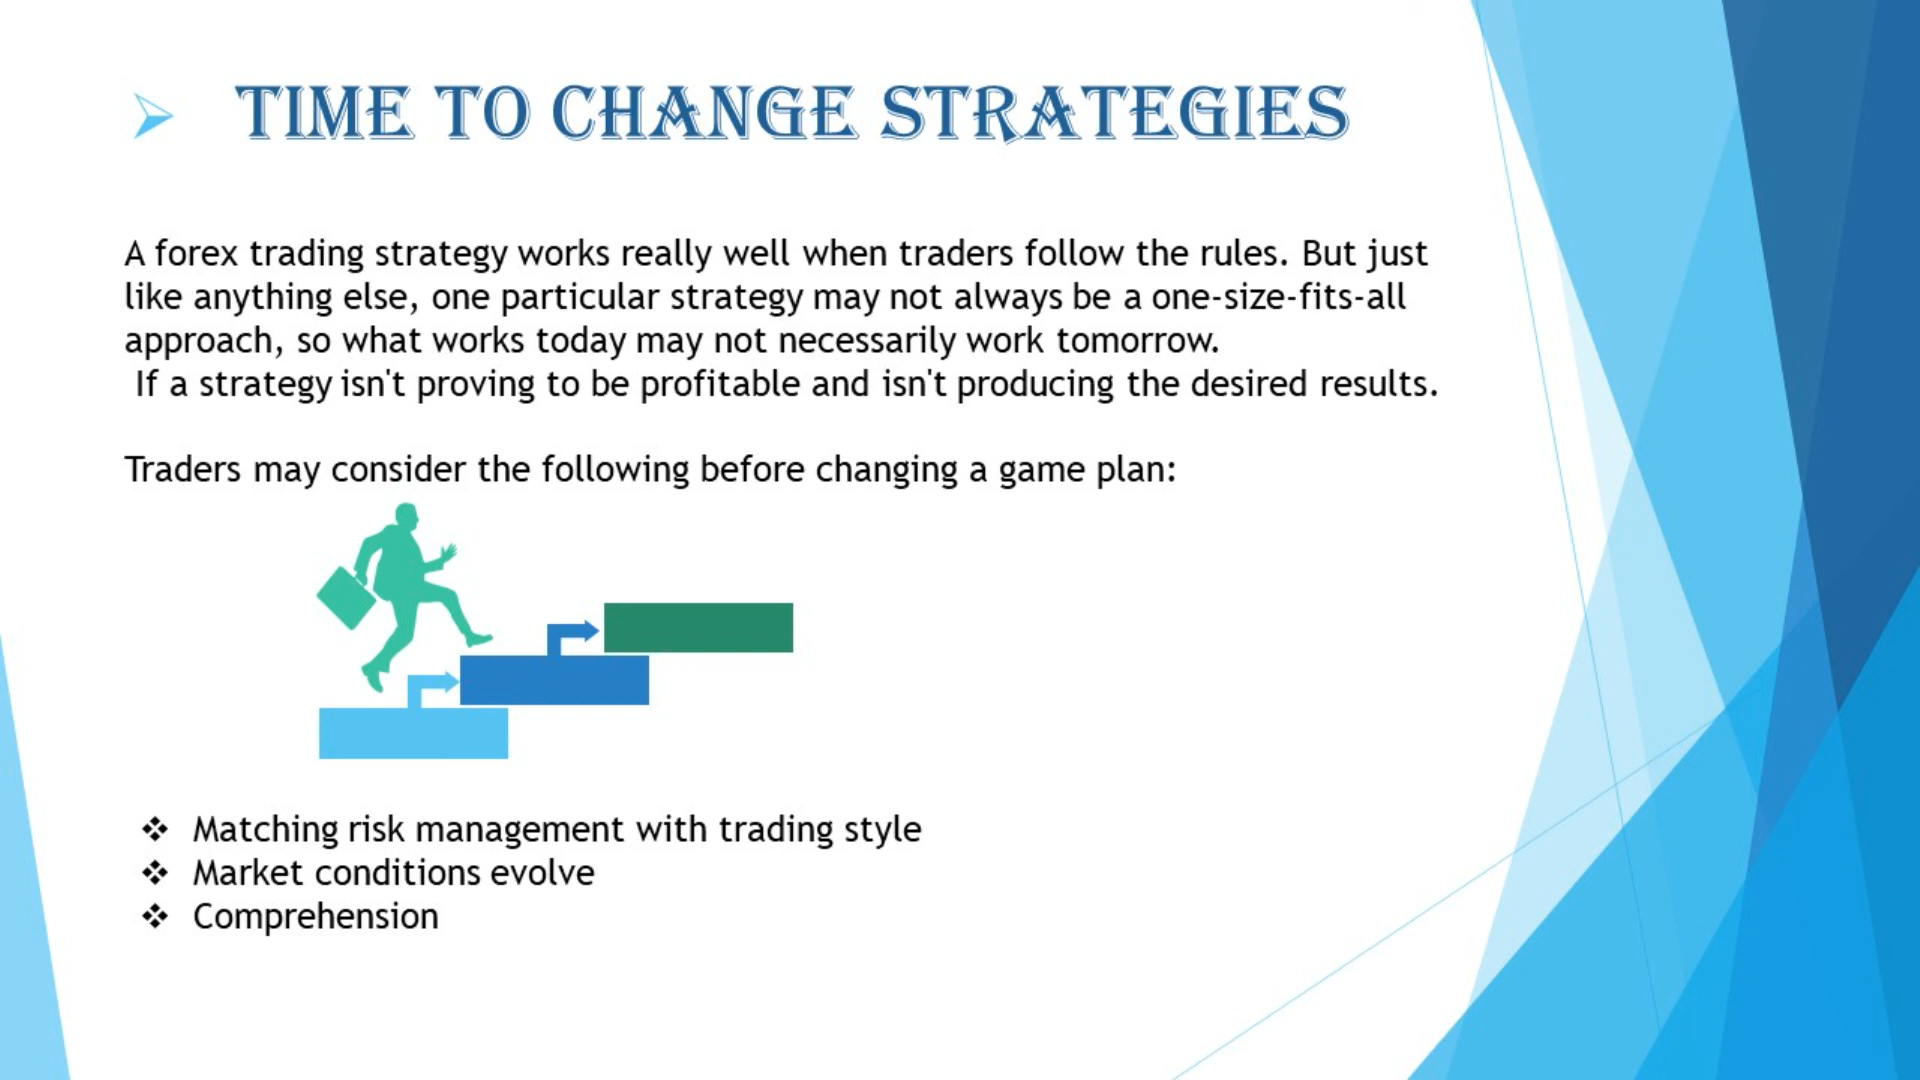 TIME TO CHANGE STRATEGIES
A forex trading strategy works really well when traders follow the rules. But just
like anything else, one particular strategy may not always be a one-size-fits-all
approach, so what works today may not necessarily work tomorrow.
If a strategy isn't proving to be profitable and isn't producing the desired results.
Traders may consider the following before changing a game plan:
❖ Matching risk management with trading style
❖ Market conditions evolve
❖ Comprehension